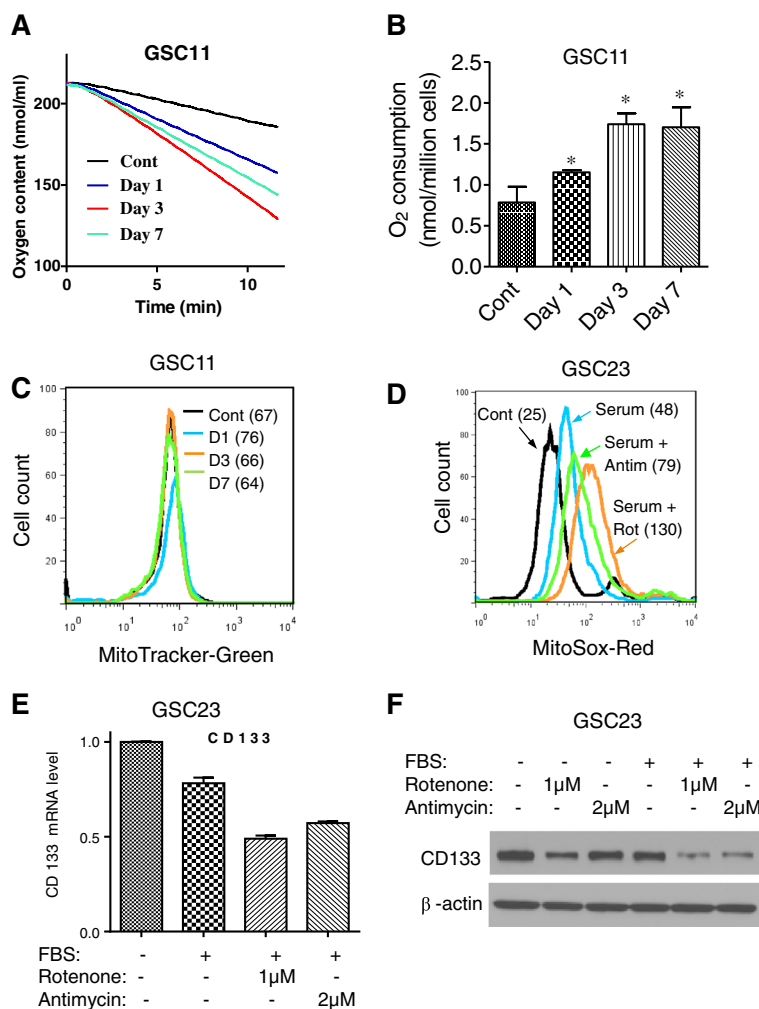 A
GSC11
Oxygen content (nmol/ml)
200
150
100
0
5
10
Time (min)
Cont
Day 1
Day 3
Day 7
B
GSC11
O2 consumption
(nmol/million cells)
2.5
2.0
1.5
1.0
0.5
0.0
*
*
*
Cont
Day 1
Day 3
Day 7
C
GSC11
Cell count
100
80
60
40
20
Cont (67)
D1 (76)
D3 (66)
D7 (64)
10^0 10^1 10^2 10^3 10^4
MitoTracker-Green
D
GSC23
Cell count
100
80
60
40
20
Cont (25)
Serum (48)
Serum +
Antim (79)
Serum +
Rot (130)
10^0 10^1 10^2 10^3 10^4
MitoSox-Red
E
GSC23
CD133
CD 133 mRNA level
1.0
0.5
0.0
FBS: - + + +
Rotenone: - - 1μM -
Antimycin: - - - 2μM
F
GSC23
FBS: - - - + + +
Rotenone: - 1μM - - 1μM -
Antimycin: - - 2μM - - 2μM
CD133
β-actin